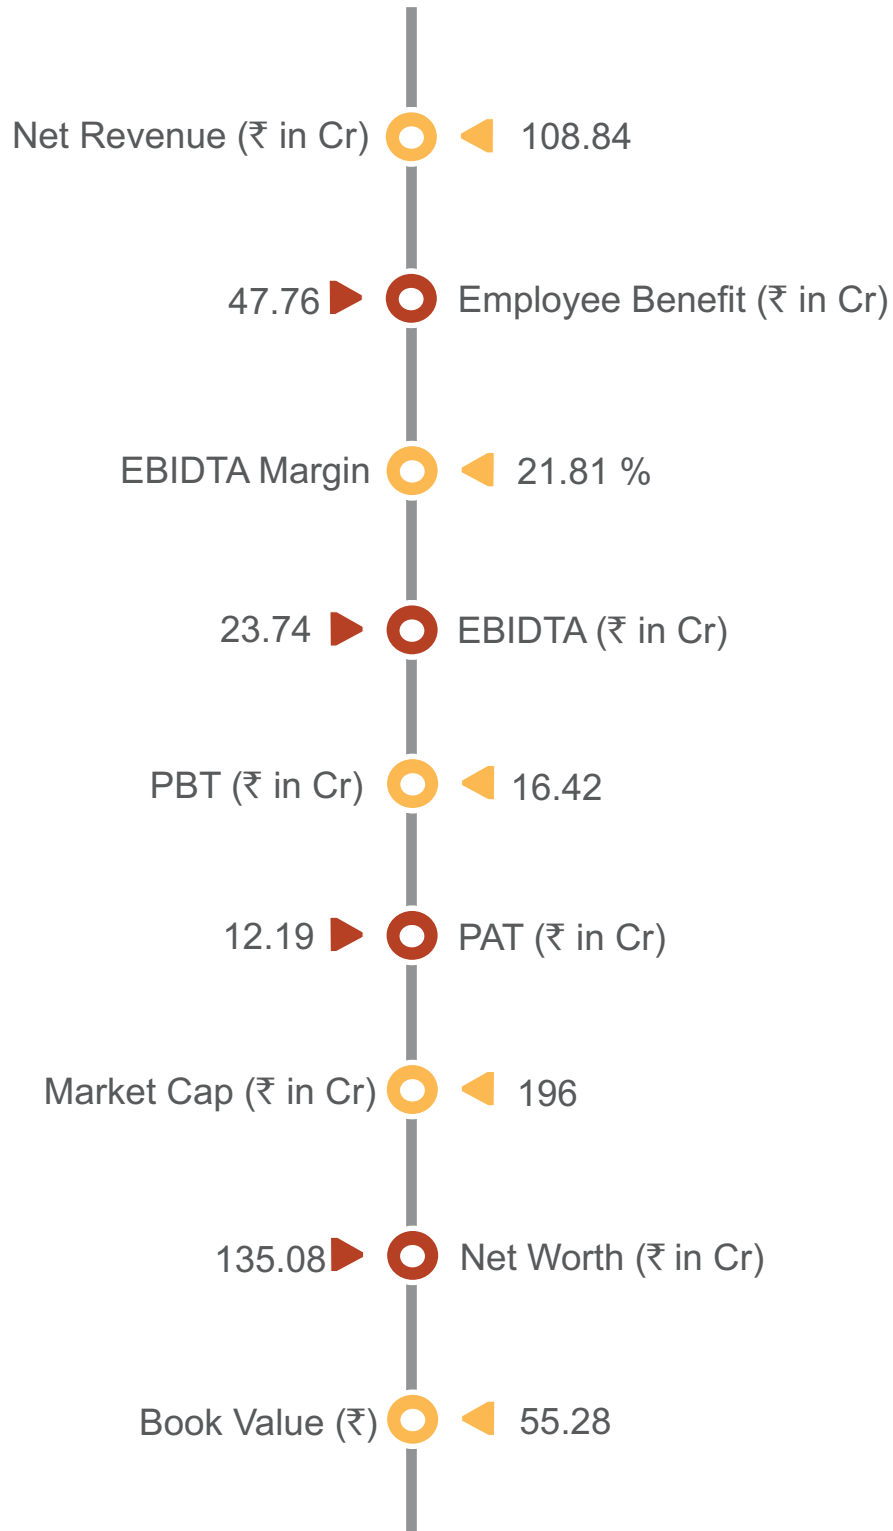 Net Revenue (₹ in Cr) 108.84
47.76 Employee Benefit (₹ in Cr)
EBIDTA Margin 21.81 %
23.74 EBIDTA (₹ in Cr)
PBT (₹ in Cr) 16.42
12.19 PAT (₹ in Cr)
Market Cap (₹ in Cr) 196
135.08 Net Worth (₹ in Cr)
Book Value (₹) 55.28